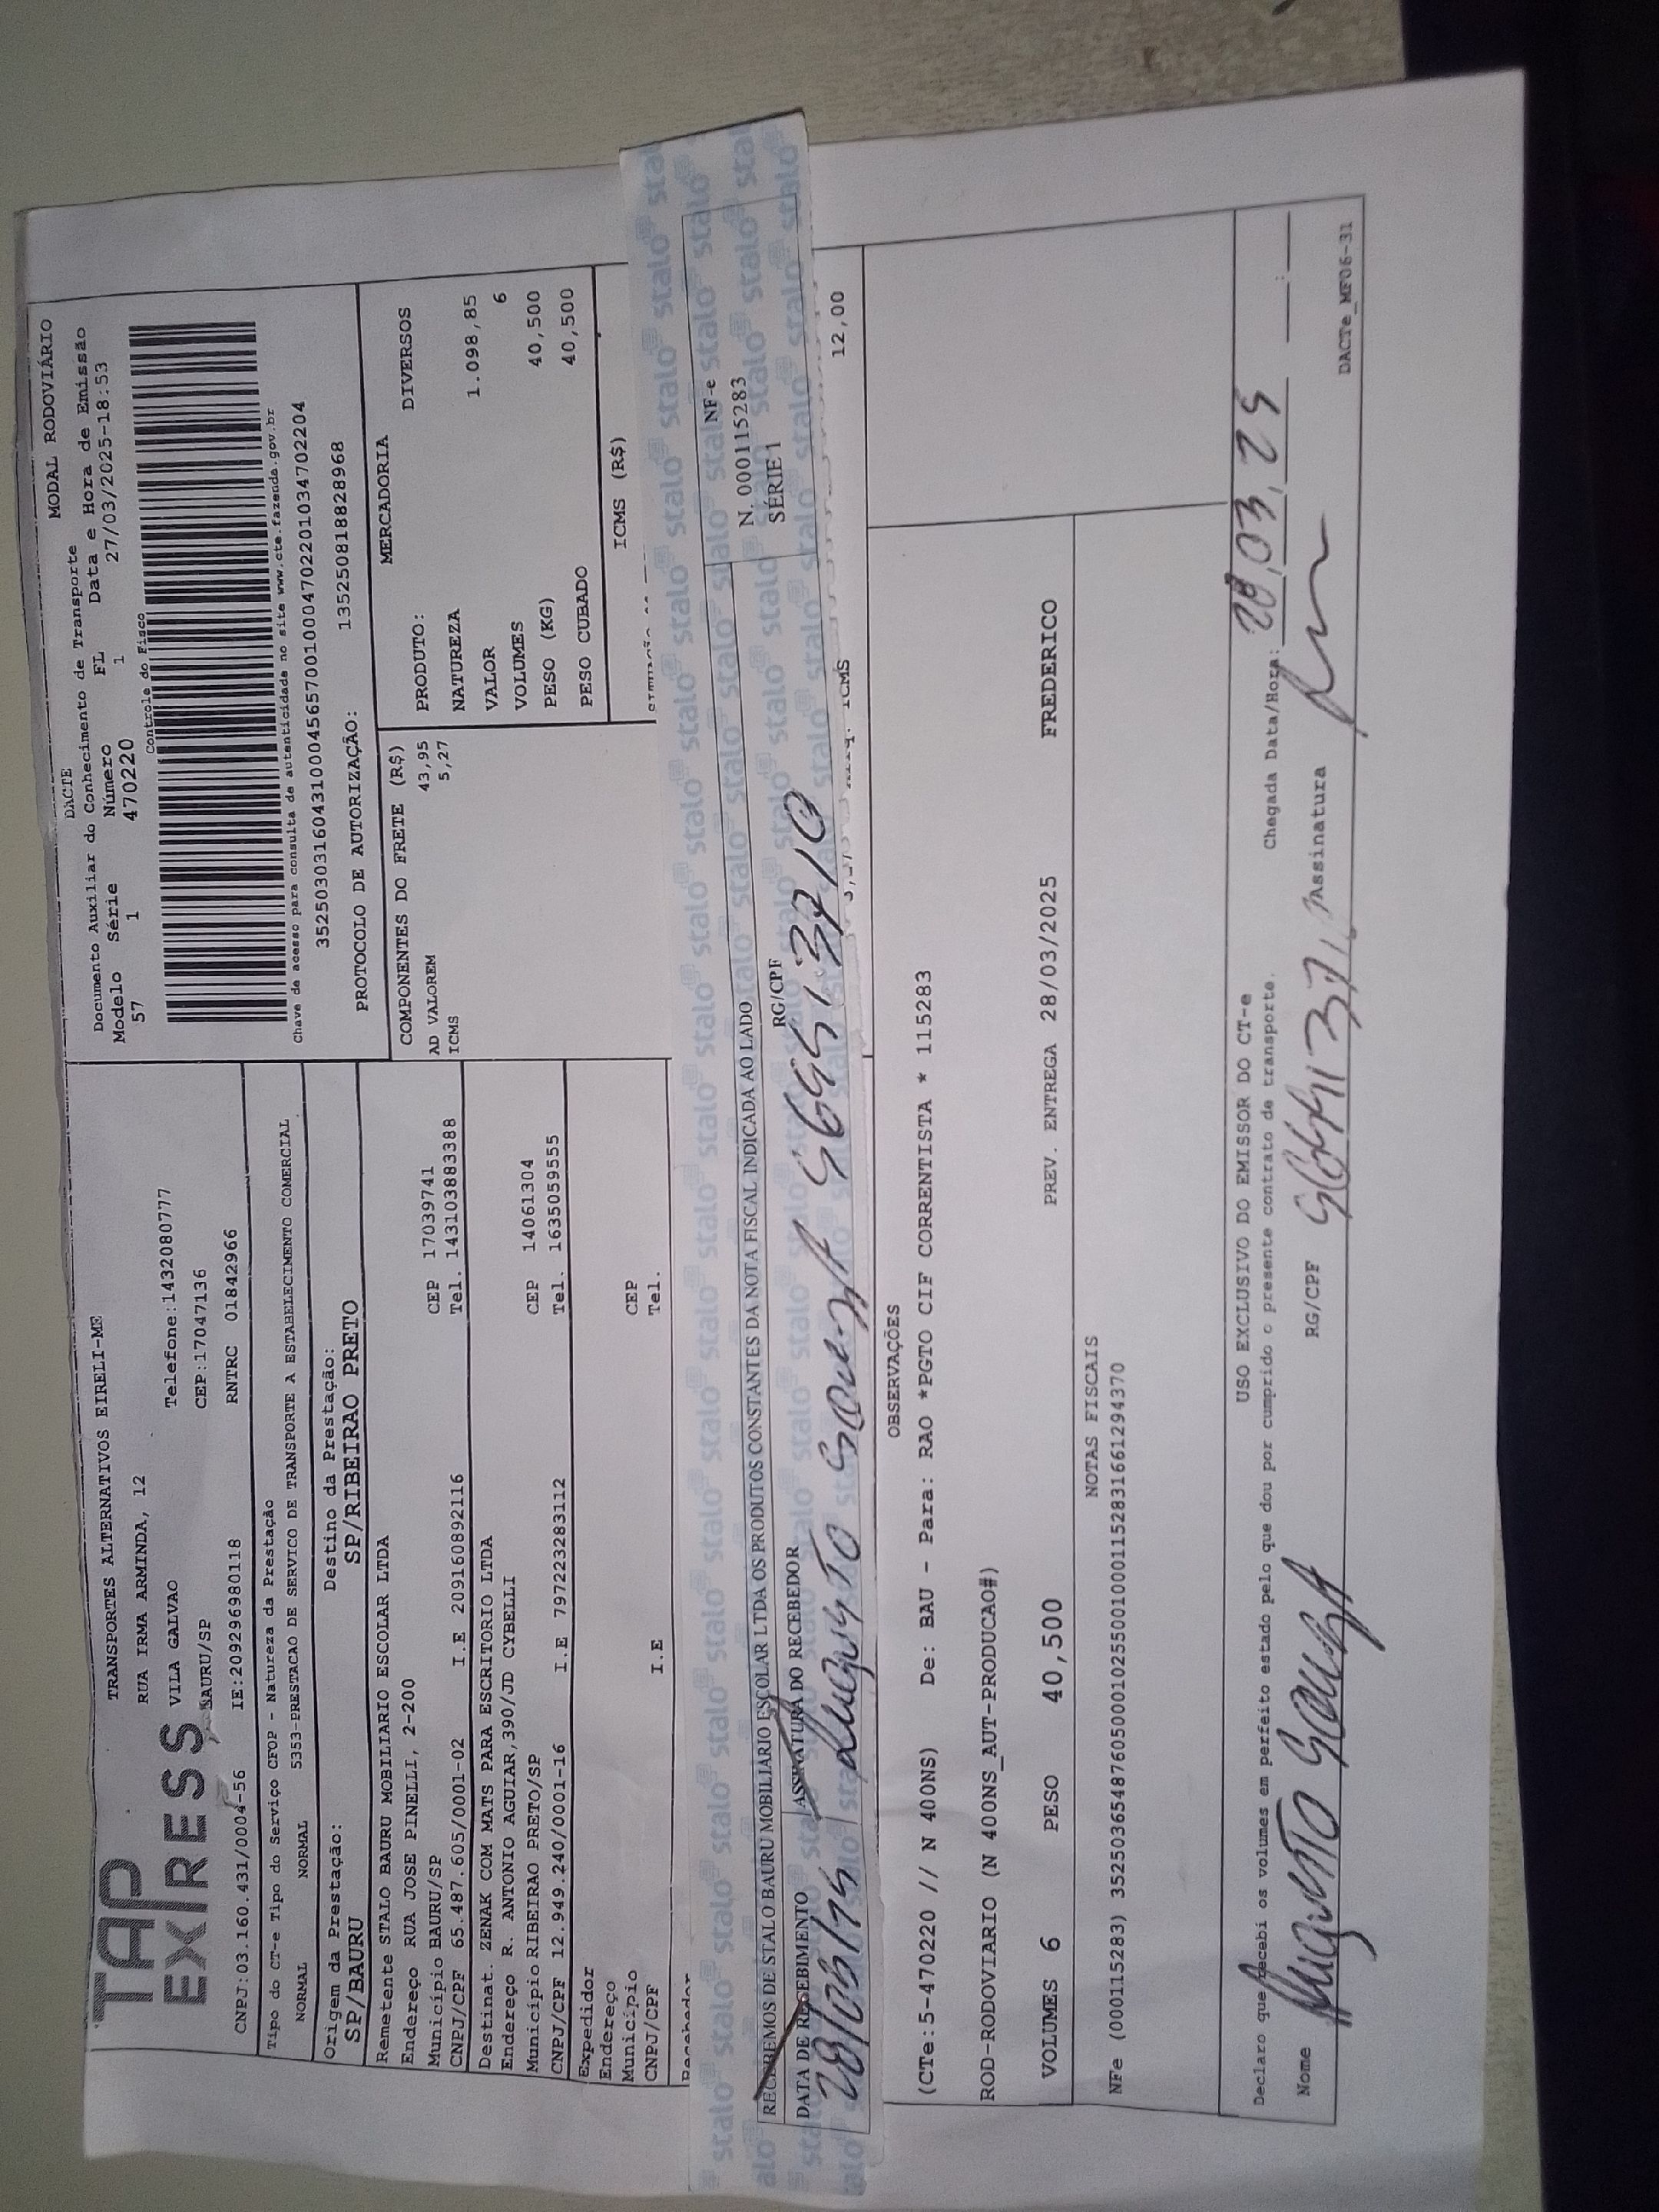 TAP
EXPRESS
TRANSPORTES ALTERNATIVOS EIRELI-ME
RUA IRMA ARMINDA, 12
VILA GALVAO Telefone:1432080777
BAURU/SP CEP:17047136
CNPJ:03.160.431/0004-56 IE:209296980118 RNTRC 01842966
Tipo do CT-e Tipo do Serviço CFOP - Natureza da Prestação
NORMAL NORMAL 5353-PRESTACAO DE SERVICO DE TRANSPORTE A ESTABELECIMENTO COMERCIAL
Origem da Prestação: Destino da Prestação:
SP/BAURU SP/RIBEIRAO PRETO
DACTE MODAL RODOVIÁRIO
Documento Auxiliar do Conhecimento de Transporte
Modelo Série Número FL Data e Hora de Emissão
57 1 470220 1 27/03/2025-18:53
Controle do Fisco
Chave de acesso para consulta de autenticidade no site www.cte.fazenda.gov.br
35250303160431000456570010004702201034702204
PROTOCOLO DE AUTORIZAÇÃO: 135250818828968
Remetente STALO BAURU MOBILIARIO ESCOLAR LTDA
Endereço RUA JOSE PINELLI, 2-200
Município BAURU/SP CEP 17039741
CNPJ/CPF 65.487.605/0001-02 I.E 209160892116 Tel. 143103883388
Destinat. ZENAK COM MATS PARA ESCRITORIO LTDA
Endereço R. ANTONIO AGUIAR,390/JD CYBELLI
Município RIBEIRAO PRETO/SP CEP 14061304
CNPJ/CPF 12.949.240/0001-16 I.E 797223283112 Tel. 1635059555
Expedidor
Endereço
Município CEP
CNPJ/CPF I.E Tel.
Recebedor
COMPONENTES DO FRETE (R$)
AD VALOREM 43,95
ICMS 5,27
MERCADORIA
PRODUTO: DIVERSOS
NATUREZA
VALOR 1.098,85
VOLUMES 6
PESO (KG) 40,500
PESO CUBADO 40,500
ICMS (R$)
RECEBEMOS DE STALO BAURU MOBILIÁRIO ESCOLAR LTDA OS PRODUTOS CONSTANTES DA NOTA FISCAL INDICADA AO LADO
DATA DE RECEBIMENTO ASSINATURA DO RECEBEDOR RG/CPF
28/03/25 Augusto Souza
NF-e
N. 000115283
SÉRIE 1
ICMS 12,00
OBSERVAÇÕES
(CTe:5-470220 // N 400NS) De: BAU - Para: RAO *PGTO CIF CORRENTISTA * 115283
ROD-RODOVIARIO (N 400NS_AUT-PRODUCAO#)
VOLUMES 6 PESO 40,500 PREV. ENTREGA 28/03/2025 FREDERICO
NOTAS FISCAIS
NFe (000115283) 35250365487605000102550010001152831661294370
USO EXCLUSIVO DO EMISSOR DO CT-e
Declaro que recebi os volumes em perfeito estado pelo que dou por cumprido o presente contrato de transporte. Chegada Data/Hora: 28,03,25 :
Nome Augusto Souza RG/CPF Assinatura
DACTe_MF06-31